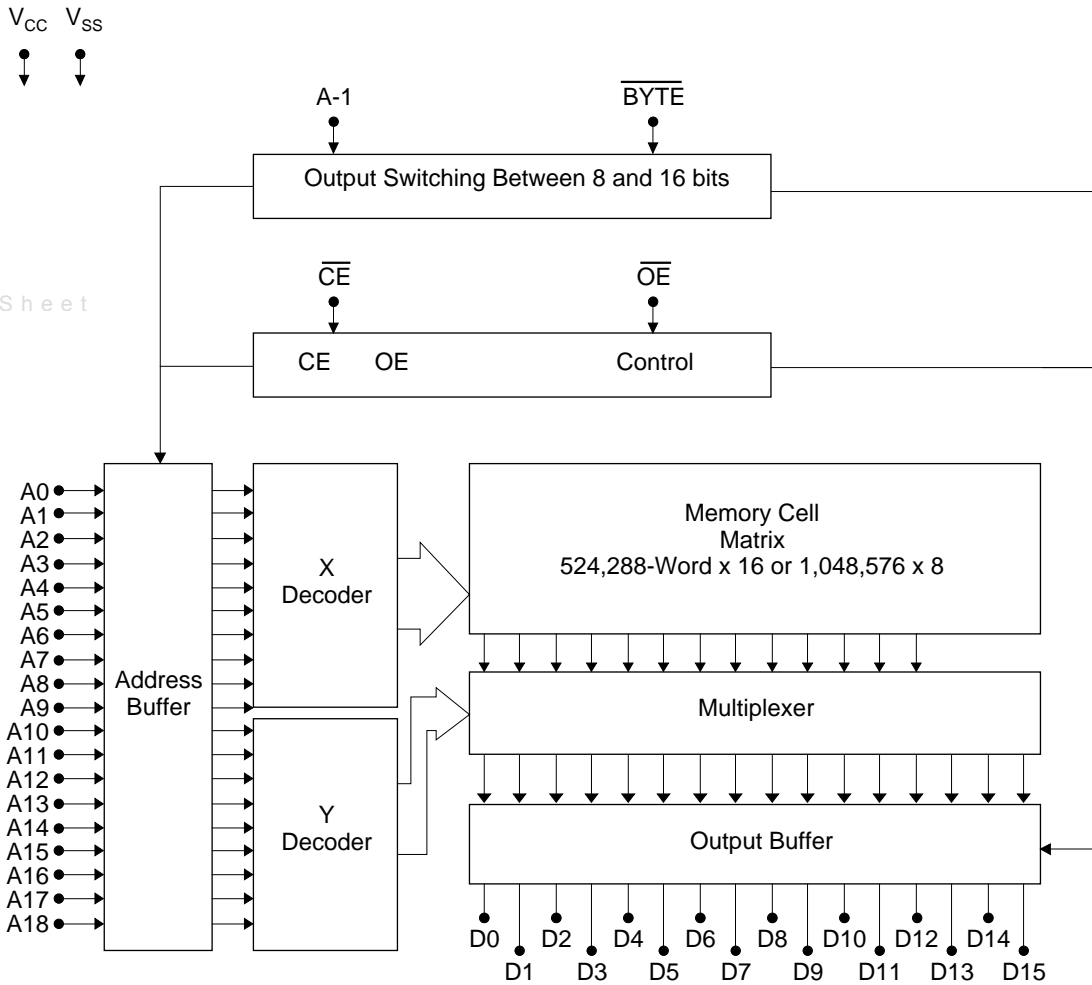 VCC VSS
A-1 BYTE
Output Switching Between 8 and 16 bits
CE OE
Sheet
CE OE Control
A0
A1
A2
A3
A4
A5
A6
A7
A8
A9
A10
A11
A12
A13
A14
A15
A16
A17
A18
Address
Buffer
X
Decoder
Y
Decoder
Memory Cell
Matrix
524,288-Word x 16 or 1,048,576 x 8
Multiplexer
Output Buffer
D0 D2 D4 D6 D8 D10 D12 D14
D1 D3 D5 D7 D9 D11 D13 D15